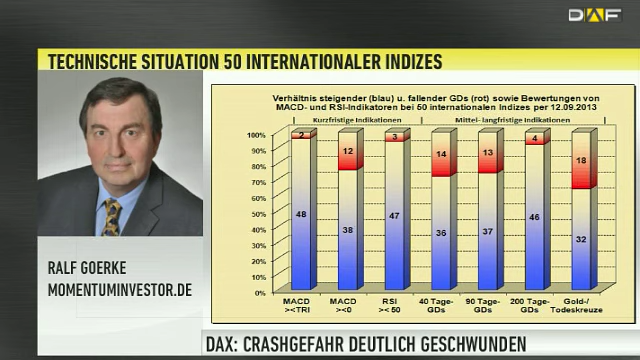 DAF
TECHNISCHE SITUATION 50 INTERNATIONALER INDIZES
Verhältnis steigender (blau) u. fallender GDs (rot) sowie Bewertungen von
MACD- und RSI-Indikatoren bei 50 internationalen Indizes per 12.09.2013
Kurzfristige Indikationen
Mittel- langfristige Indikationen
100%
90%
80%
70%
60%
50%
40%
30%
20%
10%
0%
2 12 3 14 13 4 18
48 38 47 36 37 46 32
MACD ><TRI
MACD ><0
RSI >< 50
40 Tage-GDs
90 Tage-GDs
200 Tage-GDs
Gold-/Todeskreuze
RALF GOERKE
MOMENTUMINVESTOR.DE
DAX: CRASHGEFAHR DEUTLICH GESCHWUNDEN